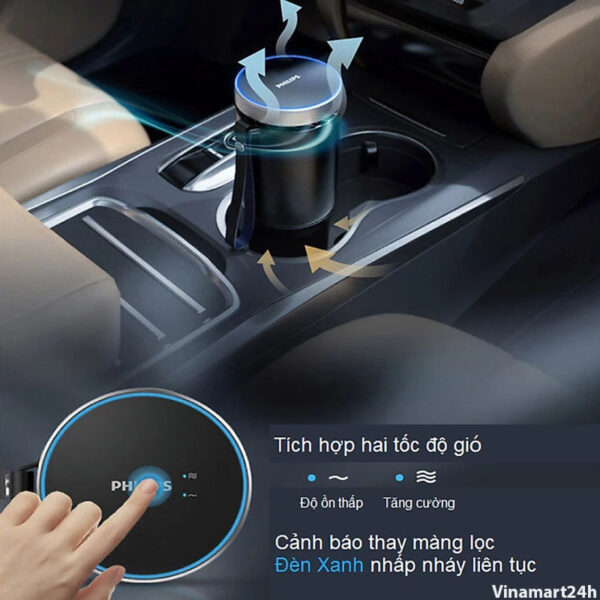 PHILIPS
Tích hợp hai tốc độ gió
Độ ồn thấp
Tăng cường
PHILIPS
Cảnh báo thay màng lọc
Đèn Xanh nhấp nháy liên tục
Vinamart24h